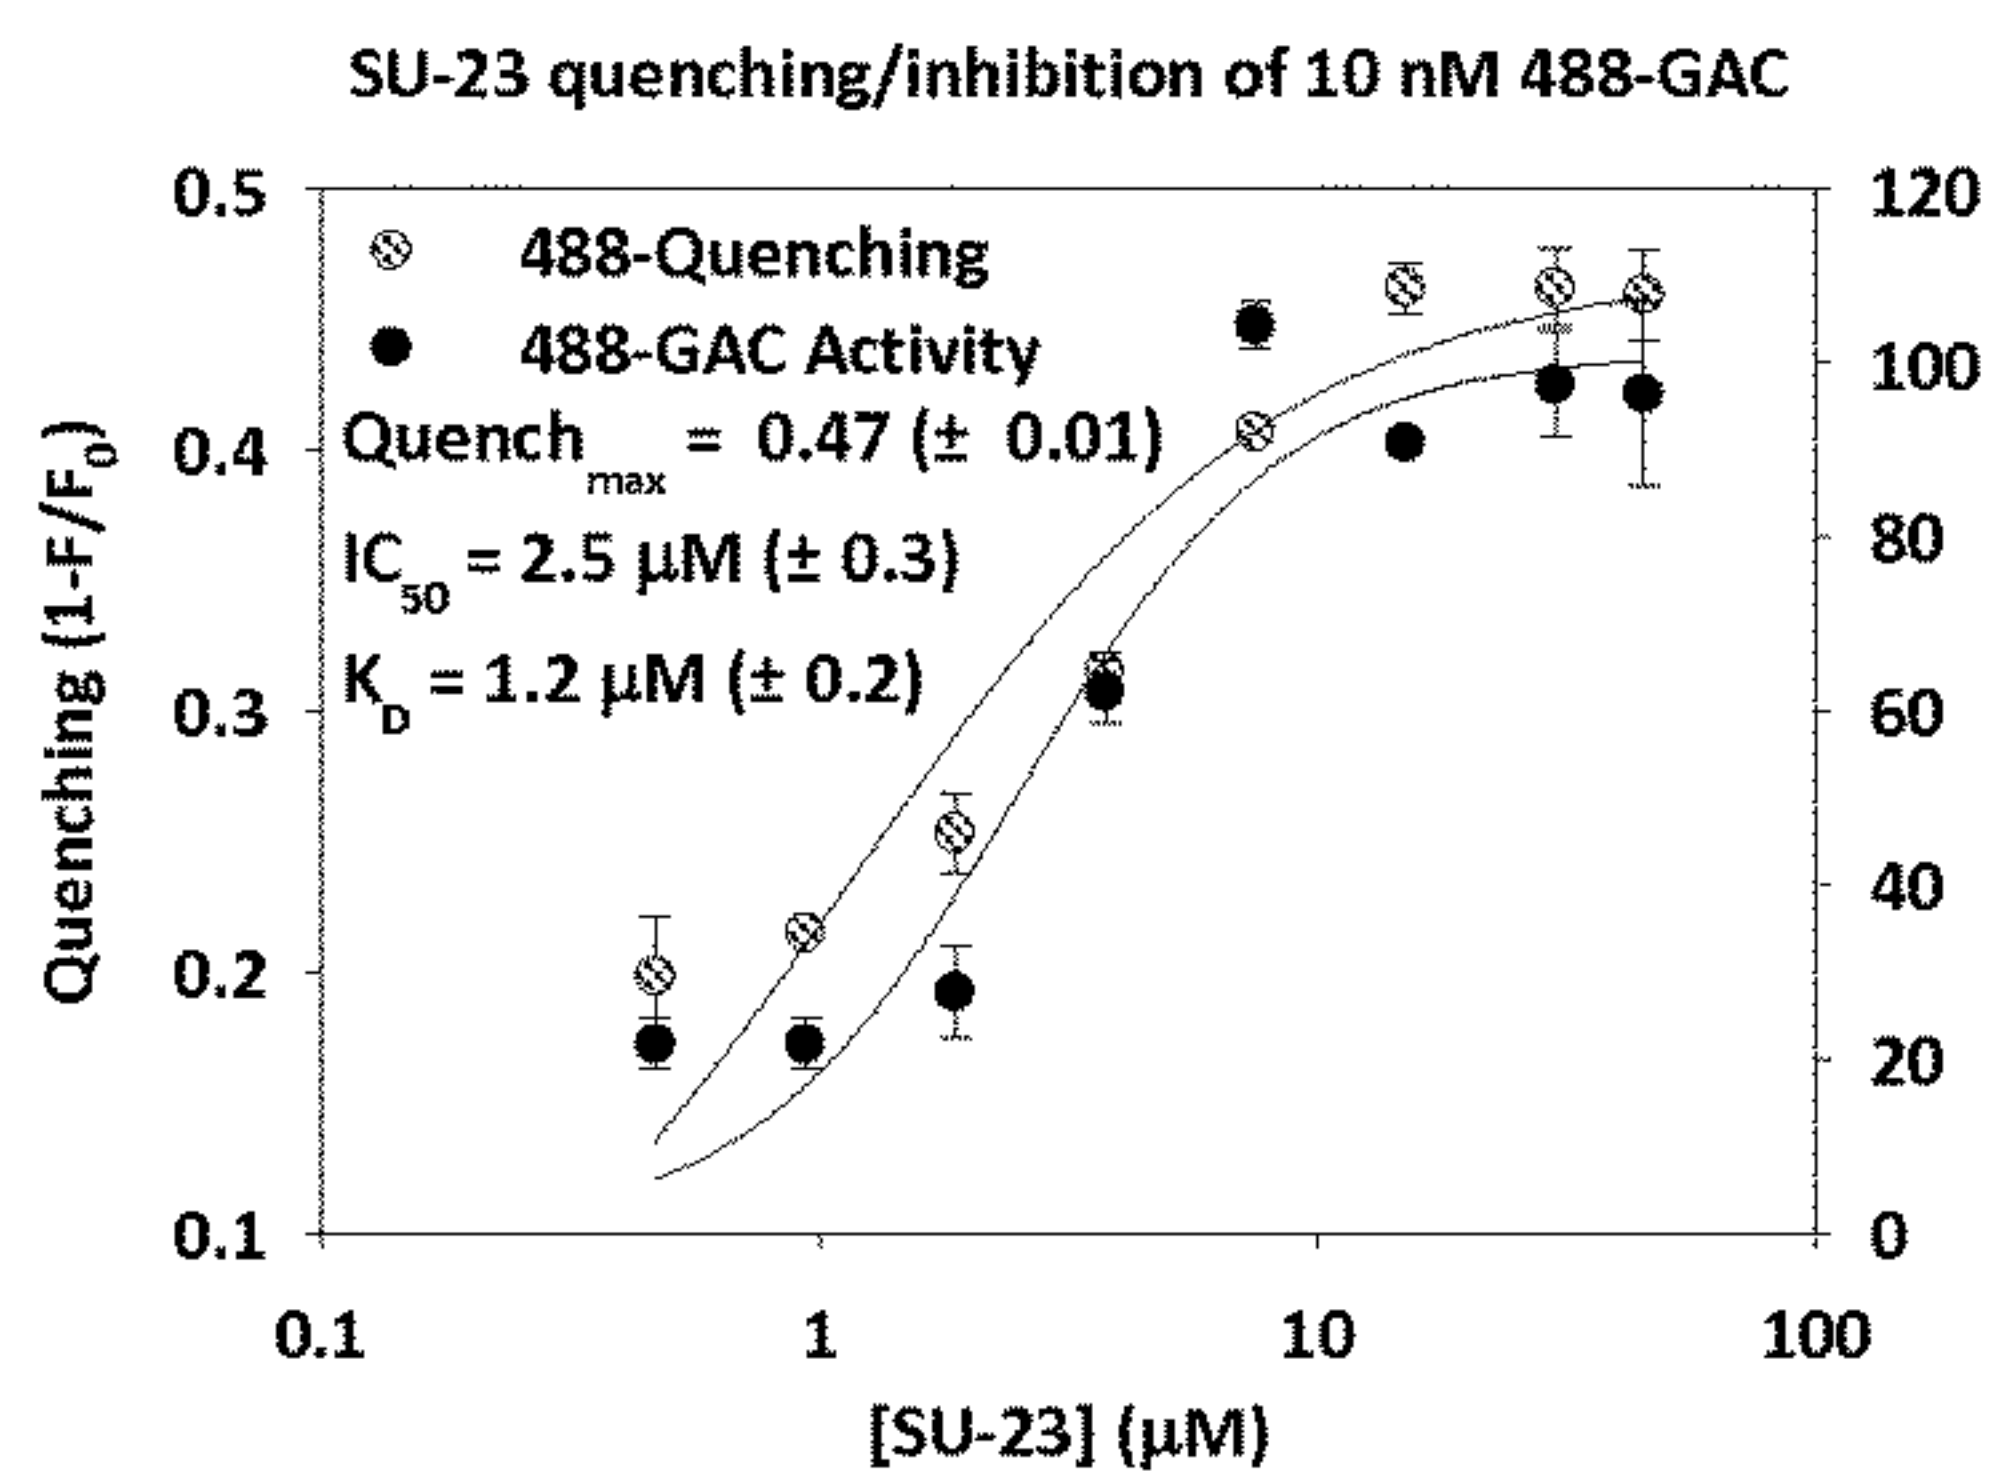 SU-23 quenching/inhibition of 10 nM 488-GAC
488-Quenching
488-GAC Activity
Quenchmax = 0.47 (± 0.01)
IC50 = 2.5 µM (± 0.3)
KD = 1.2 µM (± 0.2)
Quenching (1-F/F0)
0.5
0.4
0.3
0.2
0.1
120
100
80
60
40
20
0
0.1 1 10 100
[SU-23] (µM)